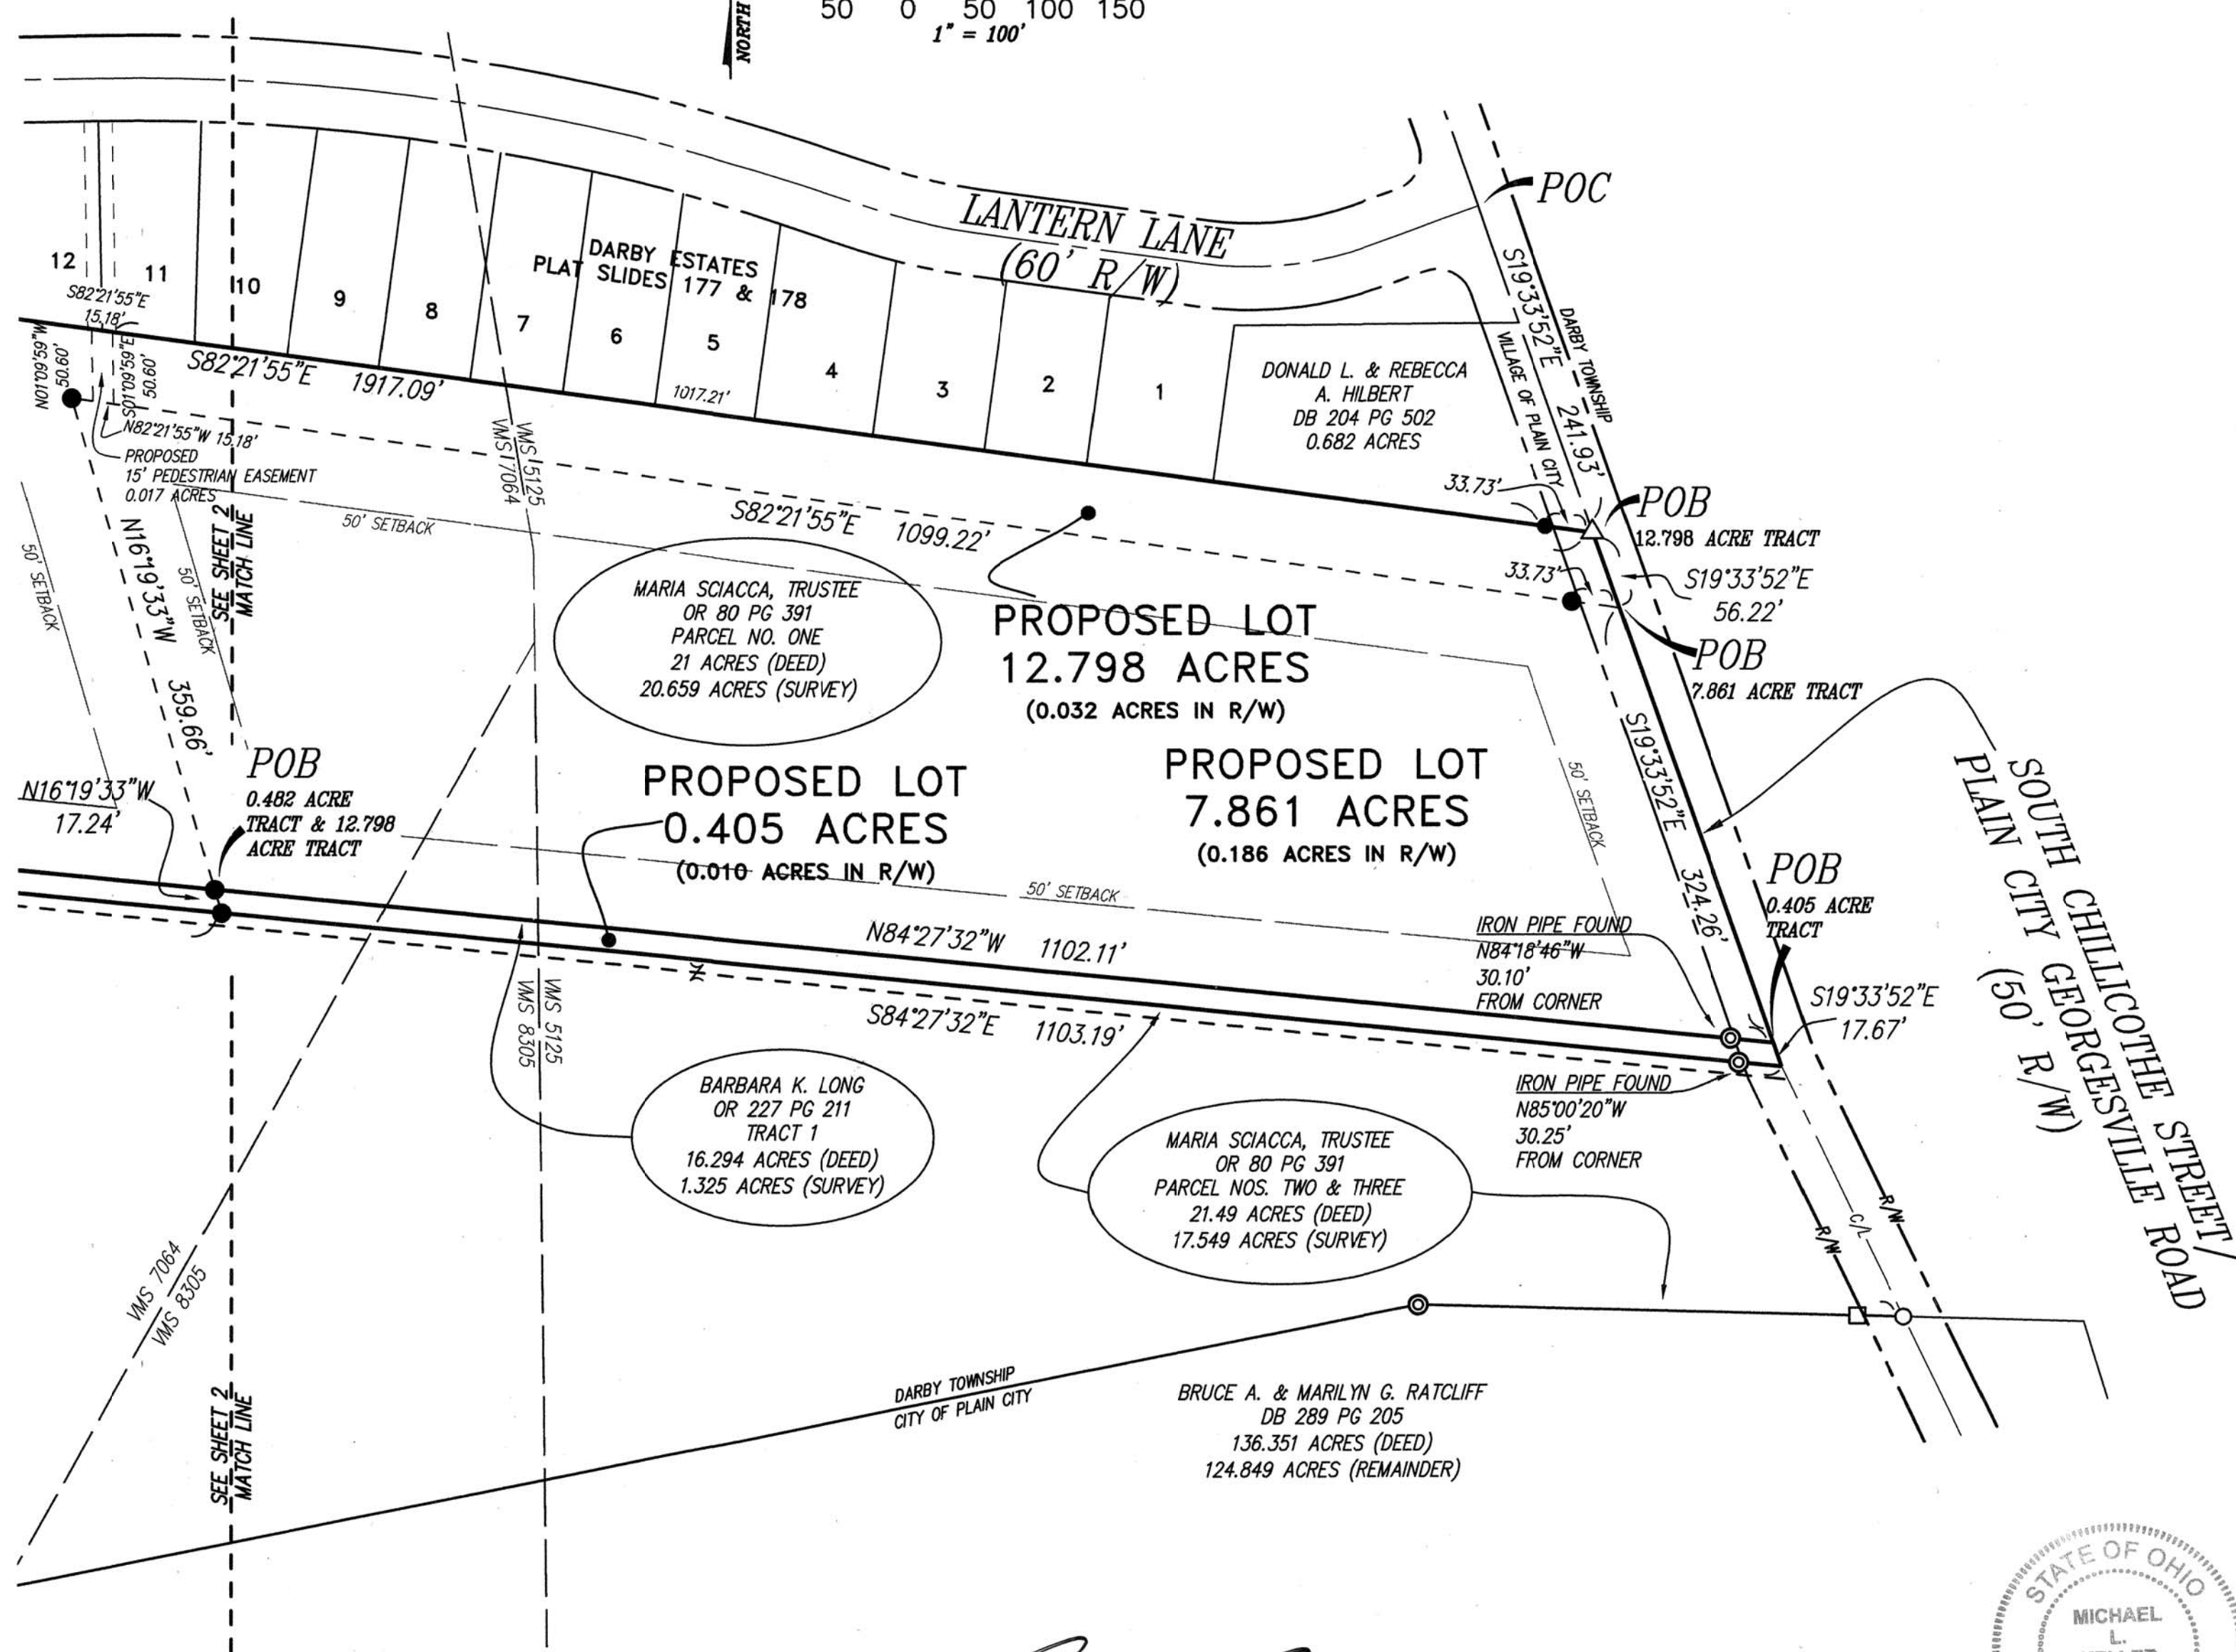 NORTH
50 0 50 100 150
1" = 100'
POC
LANTERN LANE
(60' R/W)
DARBY ESTATES
PLAT SLIDES 177 & 178
12
11
10
9
8
7
6
5
4
3
2
1
S82°21'55"E
15.18'
N01°09'59"W
50.60'
S01°09'59"E
50.60'
S82°21'55"E 1917.09'
1017.21'
N82°21'55"W 15.18'
PROPOSED
15' PEDESTRIAN EASEMENT
0.017 ACRES
DONALD L. & REBECCA
A. HILBERT
DB 204 PG 502
0.682 ACRES
S19°33'52"E 241.93'
DARBY TOWNSHIP
VILLAGE OF PLAIN CITY
33.73'
POB
12.798 ACRE TRACT
33.73'
S19°33'52"E
56.22'
POB
7.861 ACRE TRACT
VMS 5125
VMS 7064
S82°21'55"E 1099.22'
50' SETBACK
50' SETBACK
50' SETBACK
N16°19'33"W 359.66'
SEE SHEET 2
MATCH LINE
MARIA SCIACCA, TRUSTEE
OR 80 PG 391
PARCEL NO. ONE
21 ACRES (DEED)
20.659 ACRES (SURVEY)
PROPOSED LOT
12.798 ACRES
(0.032 ACRES IN R/W)
PROPOSED LOT
7.861 ACRES
(0.186 ACRES IN R/W)
PROPOSED LOT
0.405 ACRES
(0.010 ACRES IN R/W)
S19°33'52"E 324.26'
50' SETBACK
SOUTH CHILLICOTHE STREET/
PLAIN CITY GEORGESVILLE ROAD
(50' R/W)
N16°19'33"W
17.24'
POB
0.482 ACRE
TRACT & 12.798
ACRE TRACT
50' SETBACK
N84°27'32"W 1102.11'
S84°27'32"E 1103.19'
IRON PIPE FOUND
N84°18'46"W
30.10'
FROM CORNER
POB
0.405 ACRE
TRACT
S19°33'52"E
17.67'
IRON PIPE FOUND
N85°00'20"W
30.25'
FROM CORNER
VMS 5125
VMS 8305
BARBARA K. LONG
OR 227 PG 211
TRACT 1
16.294 ACRES (DEED)
1.325 ACRES (SURVEY)
MARIA SCIACCA, TRUSTEE
OR 80 PG 391
PARCEL NOS. TWO & THREE
21.49 ACRES (DEED)
17.549 ACRES (SURVEY)
R/W
C/L
R/W
VMS 7064
VMS 8305
SEE SHEET 2
MATCH LINE
DARBY TOWNSHIP
CITY OF PLAIN CITY
BRUCE A. & MARILYN G. RATCLIFF
DB 289 PG 205
136.351 ACRES (DEED)
124.849 ACRES (REMAINDER)
STATE OF OHIO
MICHAEL
L.